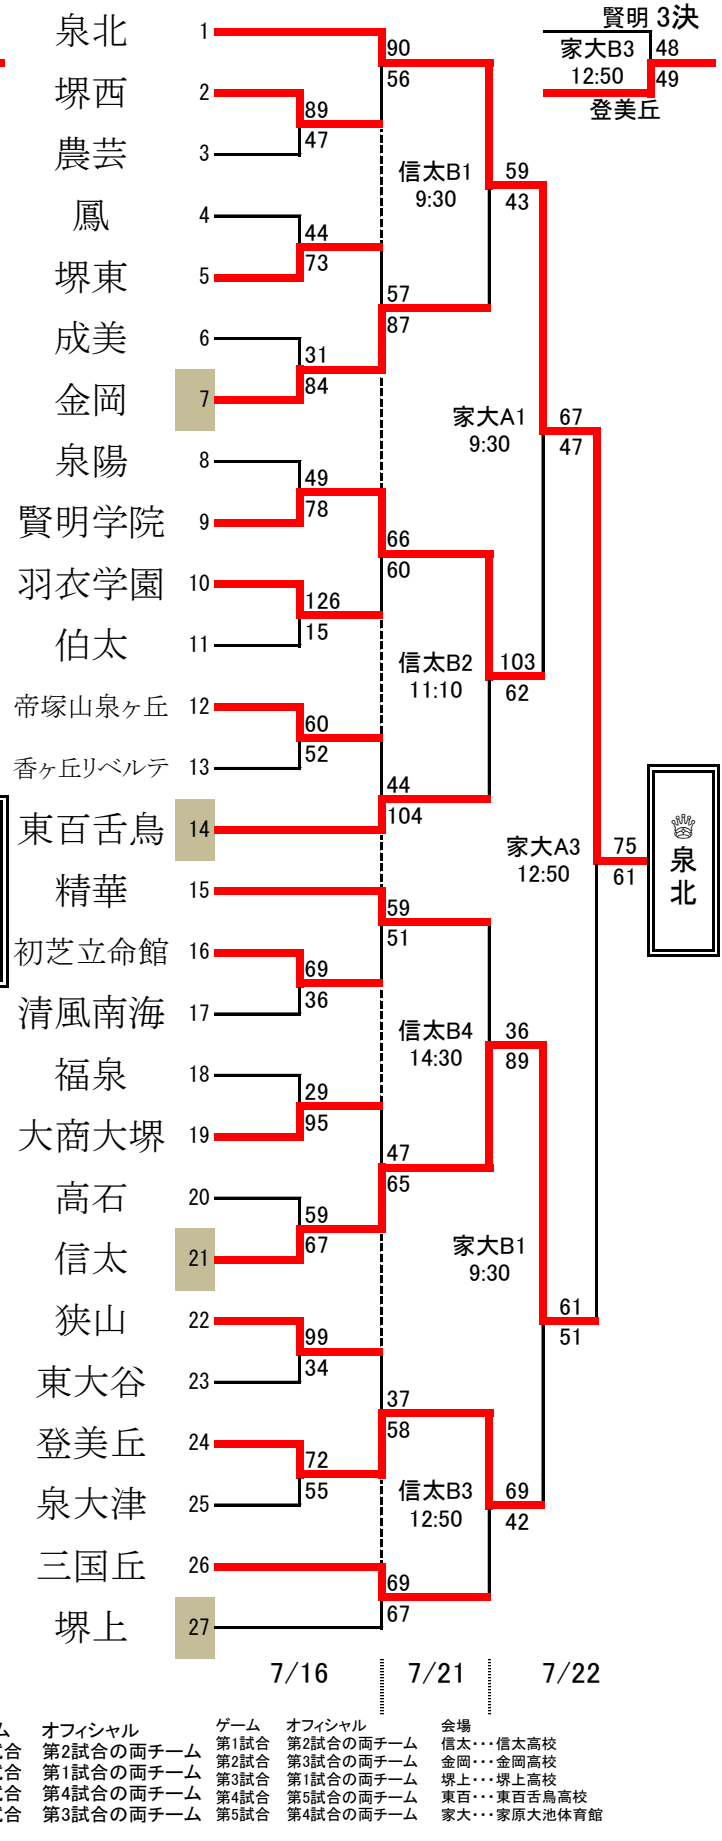 賢明 3決
家大B3
12:50
48
49
登美丘
泉北 1
90
56
堺西 2
89
47
農芸 3
信太B1
9:30
59
43
鳳 4
44
73
堺東 5
57
87
成美 6
31
84
金岡 7
家大A1
9:30
67
47
泉陽 8
49
78
賢明学院 9
66
60
羽衣学園 10
126
15
伯太 11
信太B2
11:10
103
62
帝塚山泉ヶ丘 12
60
52
香ヶ丘リベルテ 13
44
104
東百舌鳥 14
家大A3
12:50
75
61
泉北
精華 15
59
51
初芝立命館 16
69
36
清風南海 17
信太B4
14:30
36
89
福泉 18
29
95
大商大堺 19
47
65
高石 20
59
67
信太 21
家大B1
9:30
61
51
狭山 22
99
34
東大谷 23
37
58
登美丘 24
72
55
泉大津 25
信太B3
12:50
69
42
三国丘 26
69
67
堺上 27
7/16 7/21 7/22
ム オフィシャル
試合 第2試合の両チーム
試合 第1試合の両チーム
試合 第4試合の両チーム
試合 第3試合の両チーム
ゲーム オフィシャル 会場
第1試合 第2試合の両チーム 信太・・・信太高校
第2試合 第3試合の両チーム 金岡・・・金岡高校
第3試合 第1試合の両チーム 堺上・・・堺上高校
第4試合 第5試合の両チーム 東百・・・東百舌鳥高校
第5試合 第4試合の両チーム 家大・・・家原大池体育館